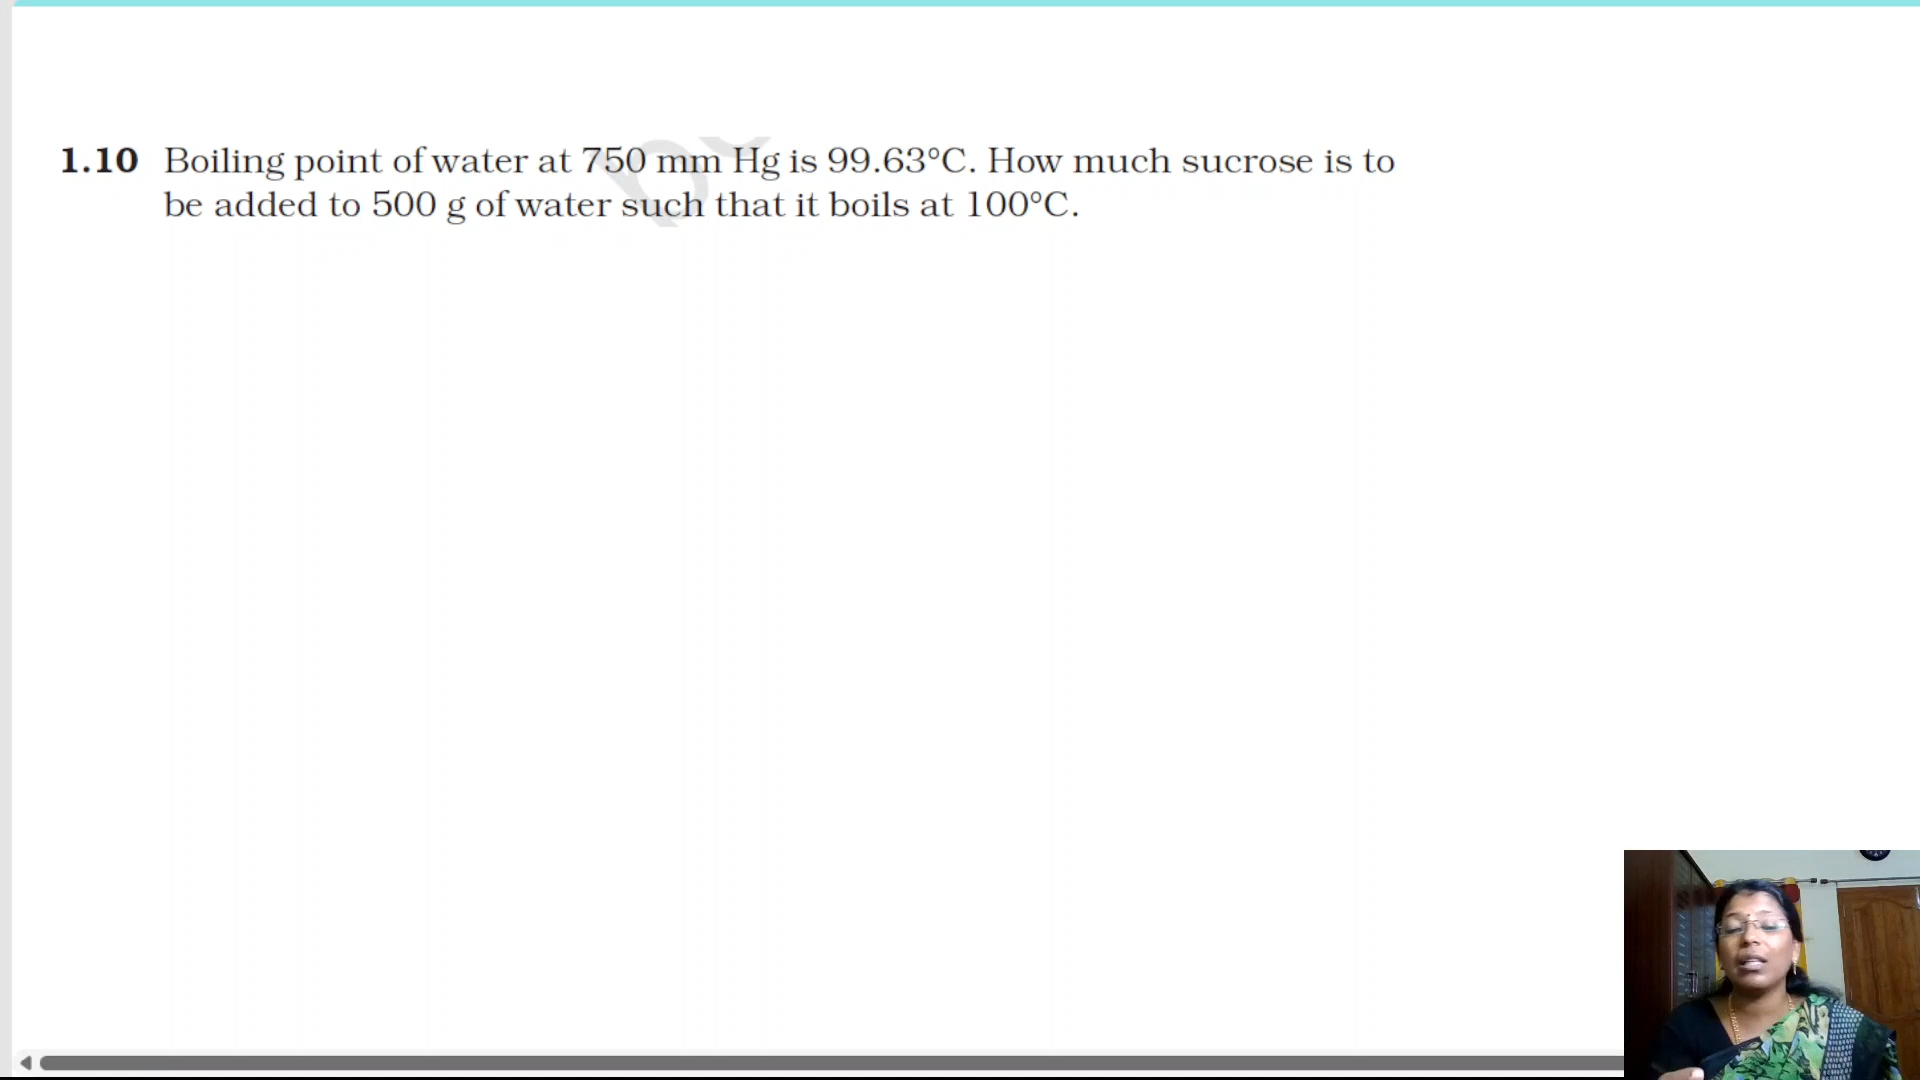 1.10 Boiling point of water at 750 mm Hg is 99.63°C. How much sucrose is to
be added to 500 g of water such that it boils at 100°C.